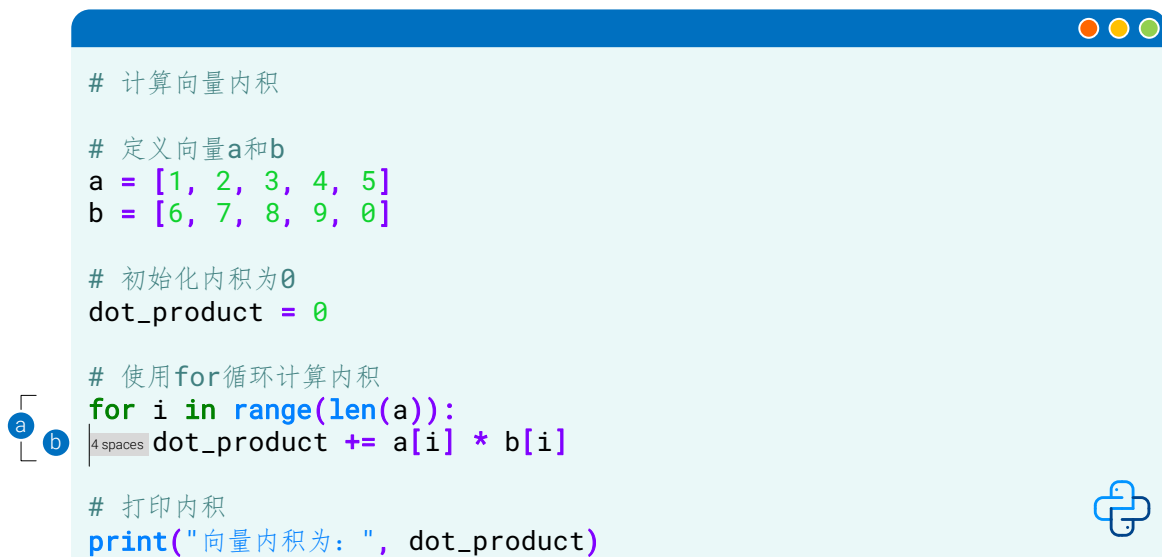 # 计算向量内积
# 定义向量a和b
a = [1, 2, 3, 4, 5]
b = [6, 7, 8, 9, 0]
# 初始化内积为0
dot_product = 0
# 使用for循环计算内积
a for i in range(len(a)):
b 4 spaces dot_product += a[i] * b[i]
# 打印内积
print("向量内积为: ", dot_product)